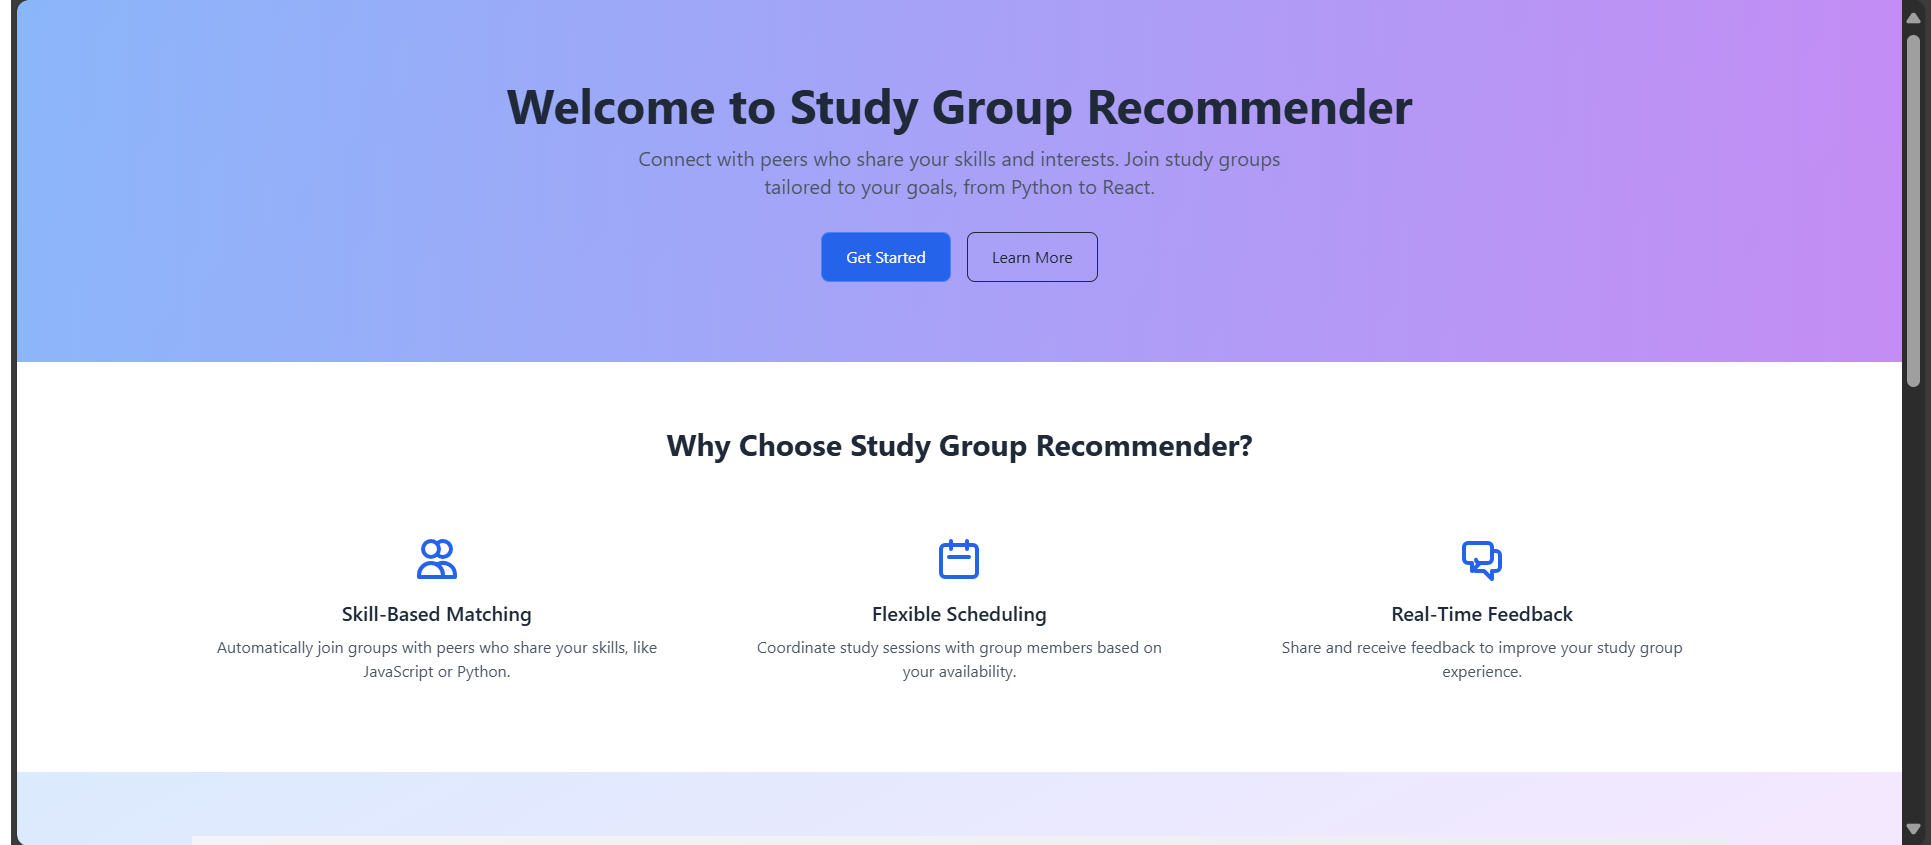 Welcome to Study Group Recommender
Connect with peers who share your skills and interests. Join study groups
tailored to your goals, from Python to React.
Get Started
Learn More
Why Choose Study Group Recommender?
Skill-Based Matching
Automatically join groups with peers who share your skills, like
JavaScript or Python.
Flexible Scheduling
Coordinate study sessions with group members based on
your availability.
Real-Time Feedback
Share and receive feedback to improve your study group
experience.